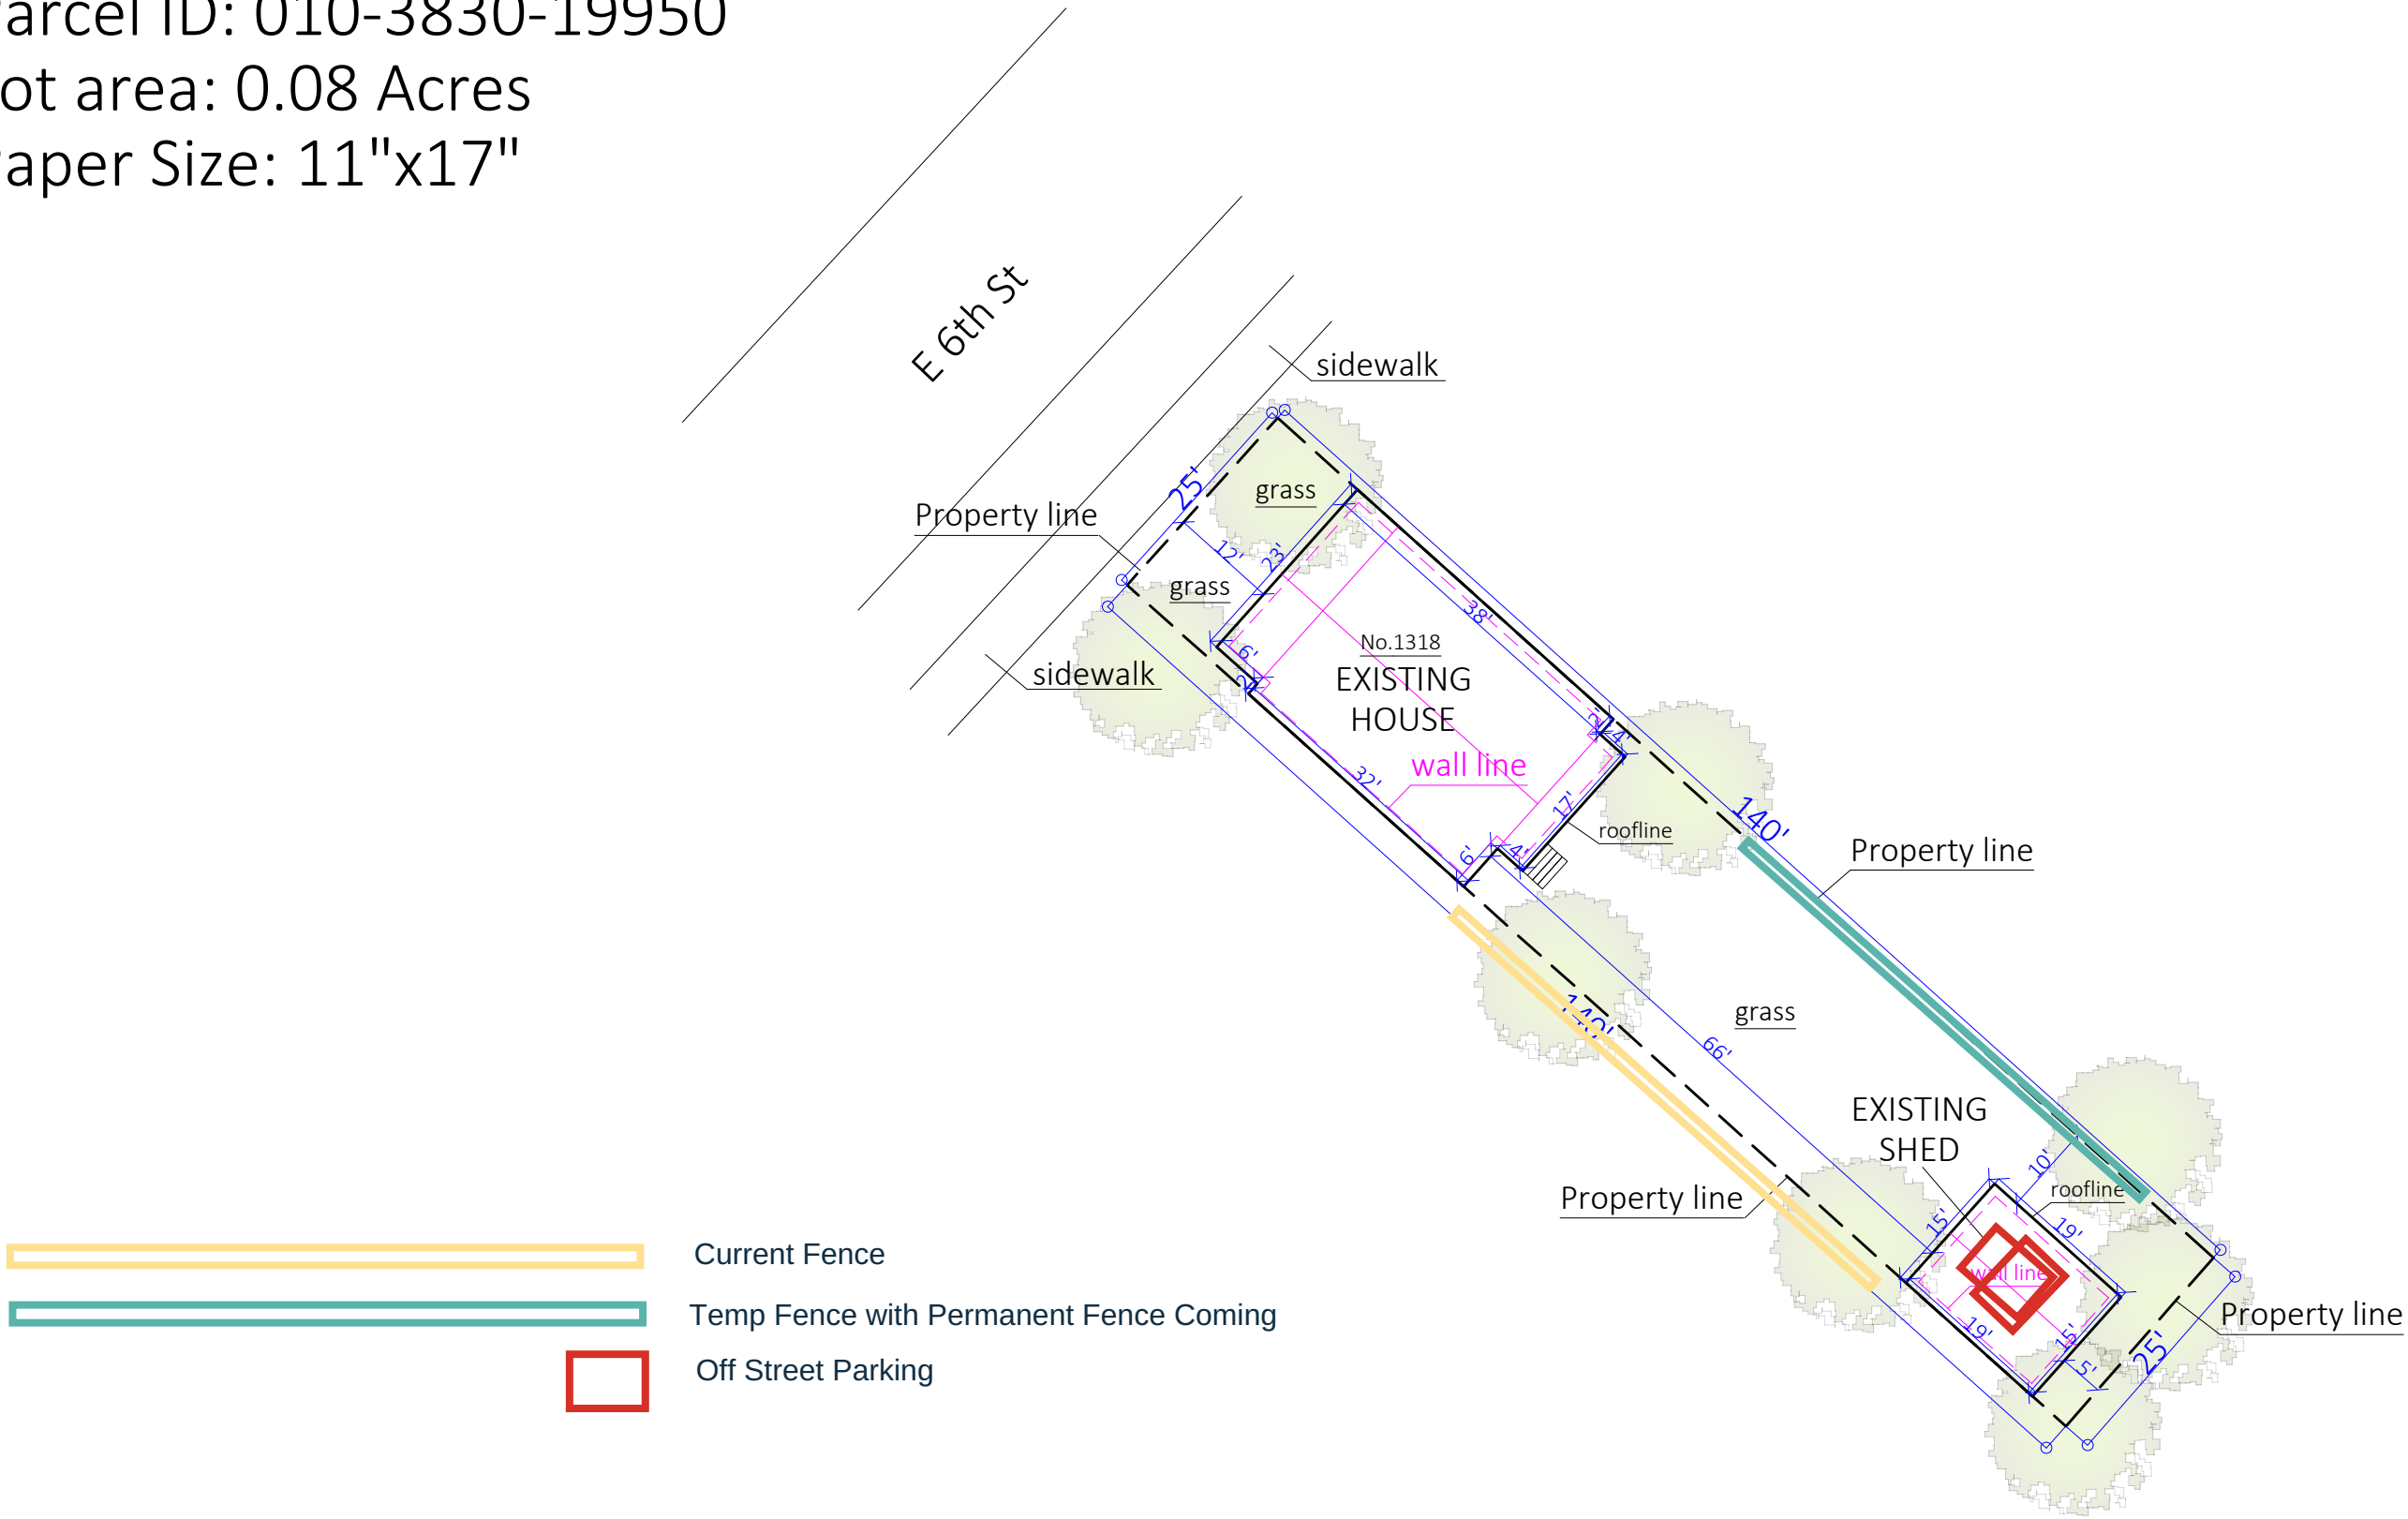 arcel ID: 010-3830-19950
ot area: 0.08 Acres
aper Size: 11"x17"
E 6th St
sidewalk
25'
grass
Property line
12'
23'
grass
38'
No.1318
6'
EXISTING
HOUSE
sidewalk
2'
2'
4'
wall line
32'
17'
140'
roofline
Property line
6'
4'
140'
grass
66'
EXISTING
SHED
10'
roofline
Property line
15'
19'
Current Fence
wall line
Temp Fence with Permanent Fence Coming
Property line
19'
15'
25'
Off Street Parking
5'